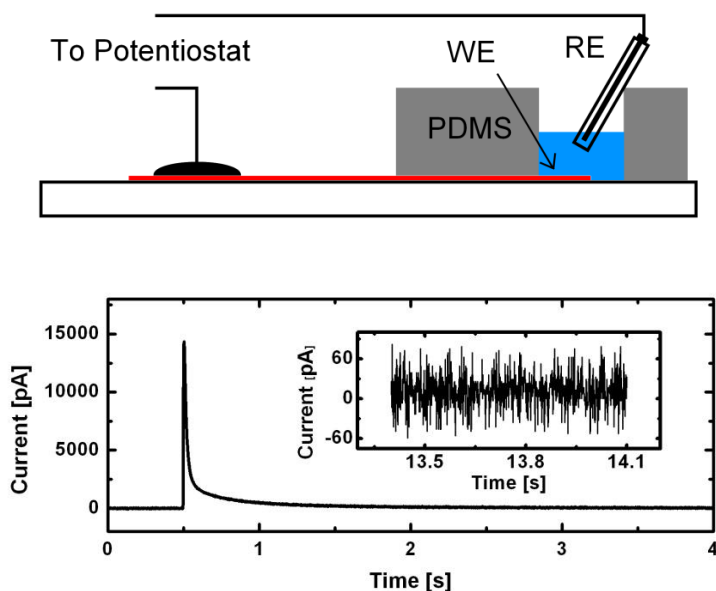 WE
RE
To Potentiostat
PDMS
15000
10000
5000
0
Current [pA]
0
1
2
3
4
Time [s]
60
0
-60
Current [pA]
13.5
13.8
14.1
Time [s]